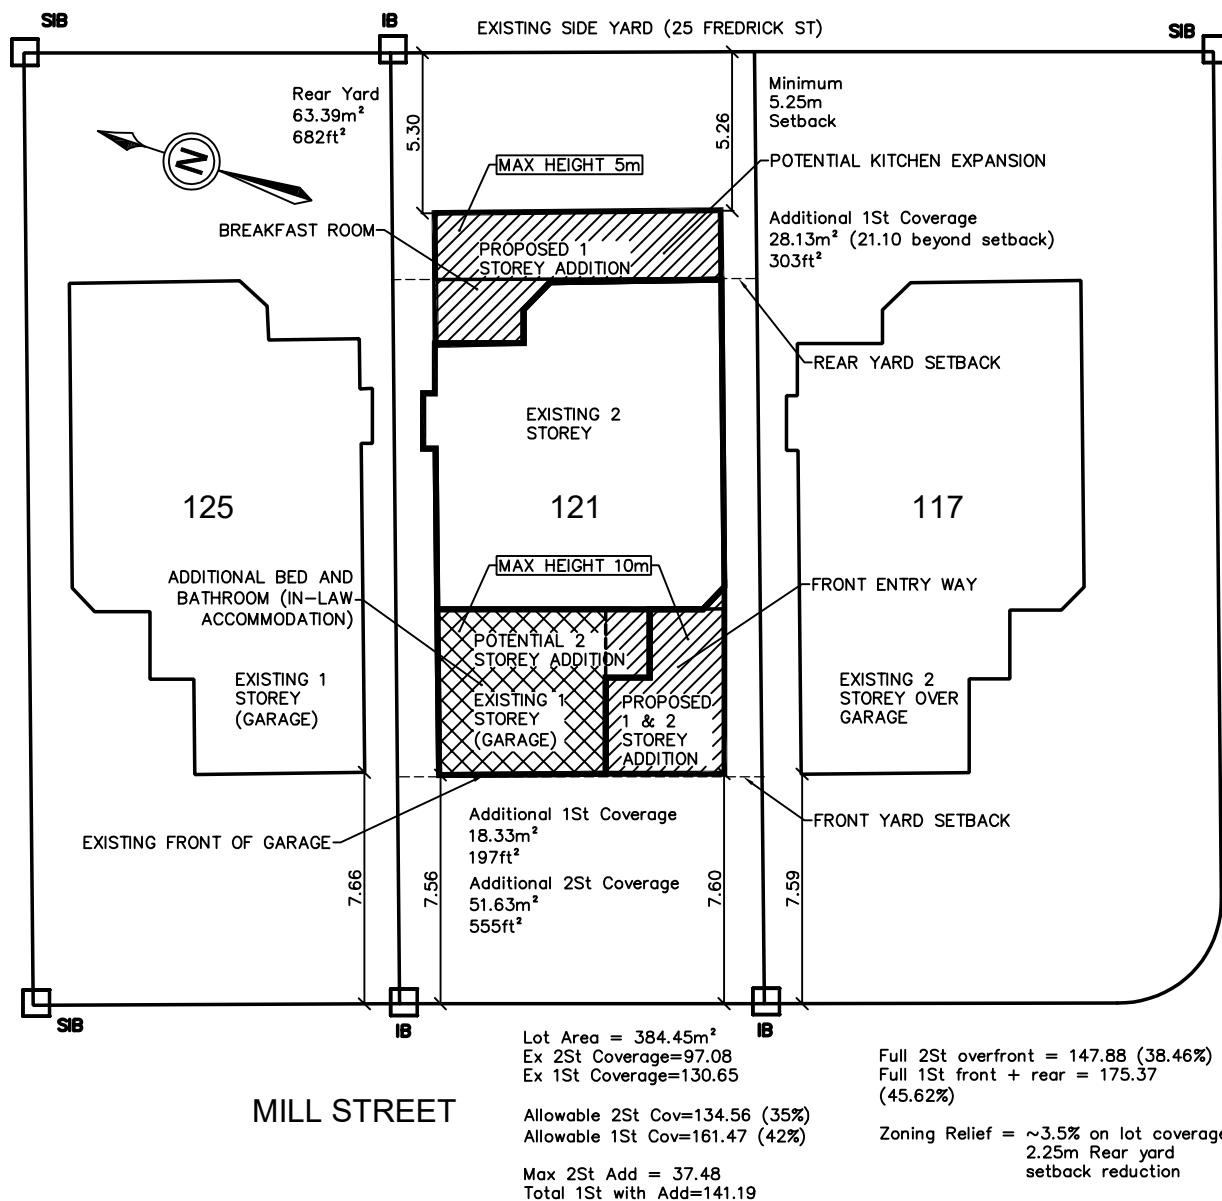 SIB
IB
EXISTING SIDE YARD (25 FREDRICK ST)
SIB
Rear Yard
63.39m²
682ft²
5.30
5.26
Minimum
5.25m
Setback
N
MAX HEIGHT 5m
POTENTIAL KITCHEN EXPANSION
BREAKFAST ROOM
PROPOSED 1
STOREY ADDITION
Additional 1St Coverage
28.13m² (21.10 beyond setback)
303ft²
REAR YARD SETBACK
EXISTING 2
STOREY
125
121
117
ADDITIONAL BED AND
BATHROOM (IN-LAW
ACCOMMODATION)
MAX HEIGHT 10m
FRONT ENTRY WAY
POTENTIAL 2
STOREY ADDITION
EXISTING 1
STOREY
(GARAGE)
EXISTING 1
STOREY
(GARAGE)
PROPOSED
1 & 2
STOREY
ADDITION
EXISTING 2
STOREY OVER
GARAGE
EXISTING FRONT OF GARAGE
FRONT YARD SETBACK
Additional 1St Coverage
18.33m²
197ft²
Additional 2St Coverage
51.63m²
555ft²
7.66
7.56
7.60
7.59
SIB
IB
IB
MILL STREET
Lot Area = 384.45m²
Ex 2St Coverage=97.08
Ex 1St Coverage=130.65
Allowable 2St Cov=134.56 (35%)
Allowable 1St Cov=161.47 (42%)
Max 2St Add = 37.48
Total 1St with Add=141.19
Full 2St overfront = 147.88 (38.46%)
Full 1St front + rear = 175.37
(45.62%)
Zoning Relief = ~3.5% on lot coverage
2.25m Rear yard
setback reduction